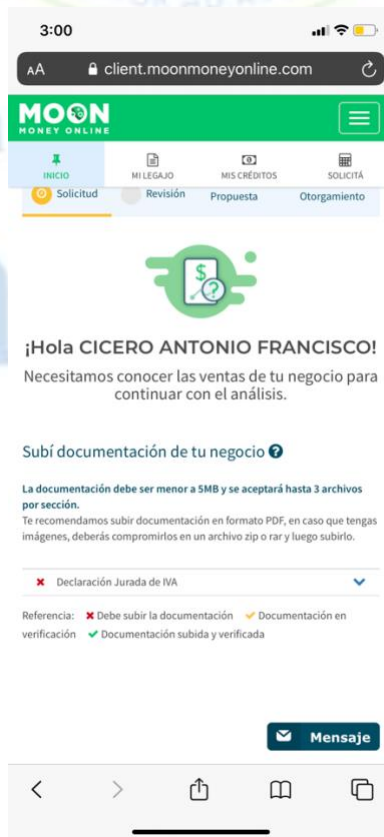 3:00
AA client.moonmoneyonline.com
MOON
MONEY ONLINE
INICIO MI LEGAJO MIS CRÉDITOS SOLICITÁ
Solicitud Revisión Propuesta Otorgamiento
$
?
¡Hola CICERO ANTONIO FRANCISCO!
Necesitamos conocer las ventas de tu negocio para
continuar con el análisis.
Subí documentación de tu negocio ?
La documentación debe ser menor a 5MB y se aceptará hasta 3 archivos
por sección.
Te recomendamos subir documentación en formato PDF, en caso que tengas
imágenes, deberás compromirlos en un archivo zip o rar y luego subirlo.
Declaración Jurada de IVA
Referencia: Debe subir la documentación Documentación en
verificación Documentación subida y verificada
Mensaje